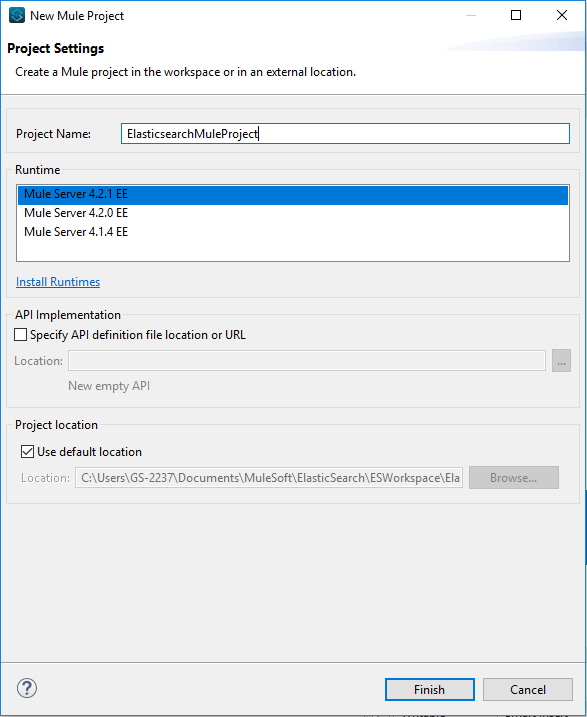 New Mule Project
Project Settings
Create a Mule project in the workspace or in an external location.
Project Name: ElasticsearchMuleProject
Runtime
Mule Server 4.2.1 EE
Mule Server 4.2.0 EE
Mule Server 4.1.4 EE
Install Runtimes
API Implementation
Specify API definition file location or URL
Location: ...
New empty API
Project location
Use default location
Location: C:\Users\GS-2237\Documents\MuleSoft\ElasticSearch\ESWorkspace\Ela Browse...
? Finish Cancel